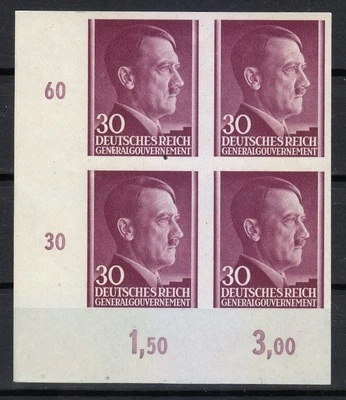 60
30 30
DEUTSCHES REICH DEUTSCHES REICH
GENERALGOUVERNEMENT GENERALGOUVERNEMENT
30
30 30
DEUTSCHES REICH DEUTSCHES REICH
GENERALGOUVERNEMENT GENERALGOUVERNEMENT
1,50 3,00